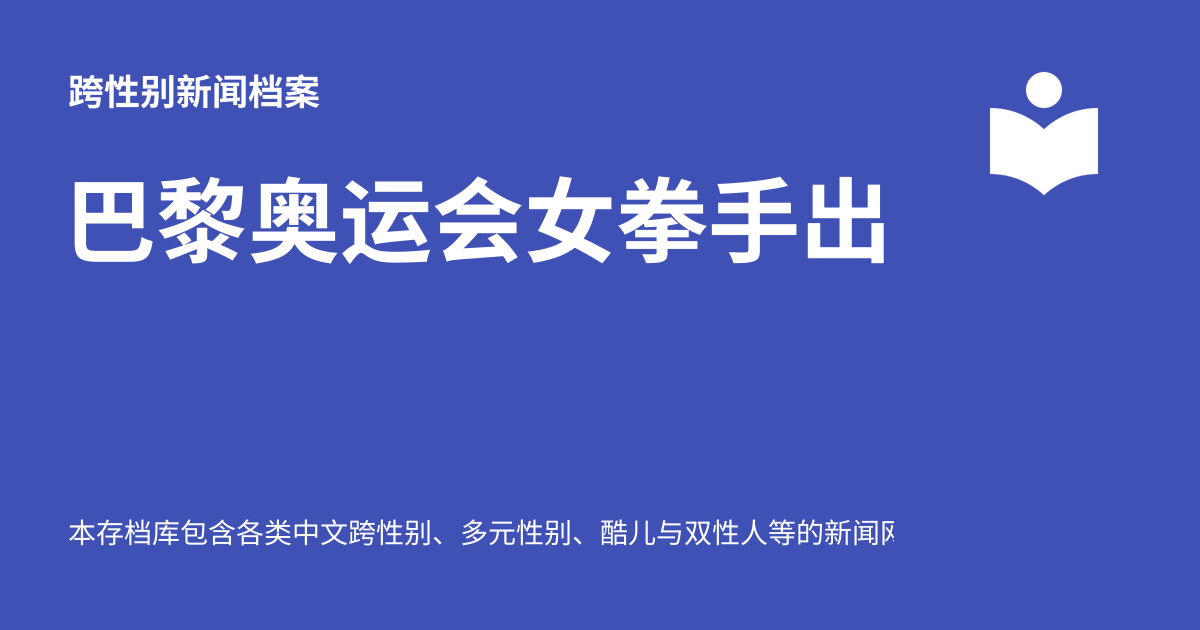 跨性别新闻档案
巴黎奥运会女拳手出
本存档库包含各类中文跨性别、多元性别、酷儿与双性人等的新闻